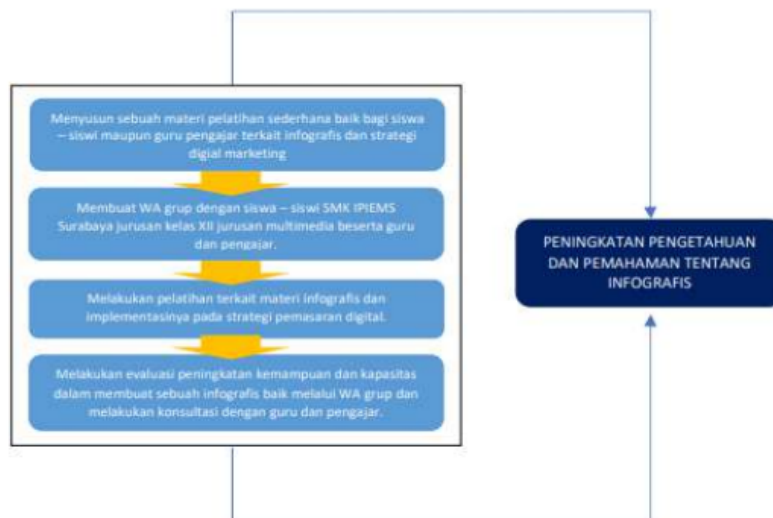 Menyusun sebuah materi pelatihan sederhana baik bagi siswa
– siswi maupun guru pengajar terkait infografis dan strategi
digial marketing
Membuat WA grup dengan siswa – siswi SMK IPIEMS
Surabaya jurusan kelas XII jurusan multimedia beserta guru
dan pengajar.
Melakukan pelatihan terkait materi infografis dan
implementasinya pada strategi pemasaran digital.
Melakukan evaluasi peningkatan kemampuan dan kapasitas
dalam membuat sebuah infografis baik melalui WA grup dan
melakukan konsultasi dengan guru dan pengajar.
PENINGKATAN PENGETAHUAN
DAN PEMAHAMAN TENTANG
INFOGRAFIS